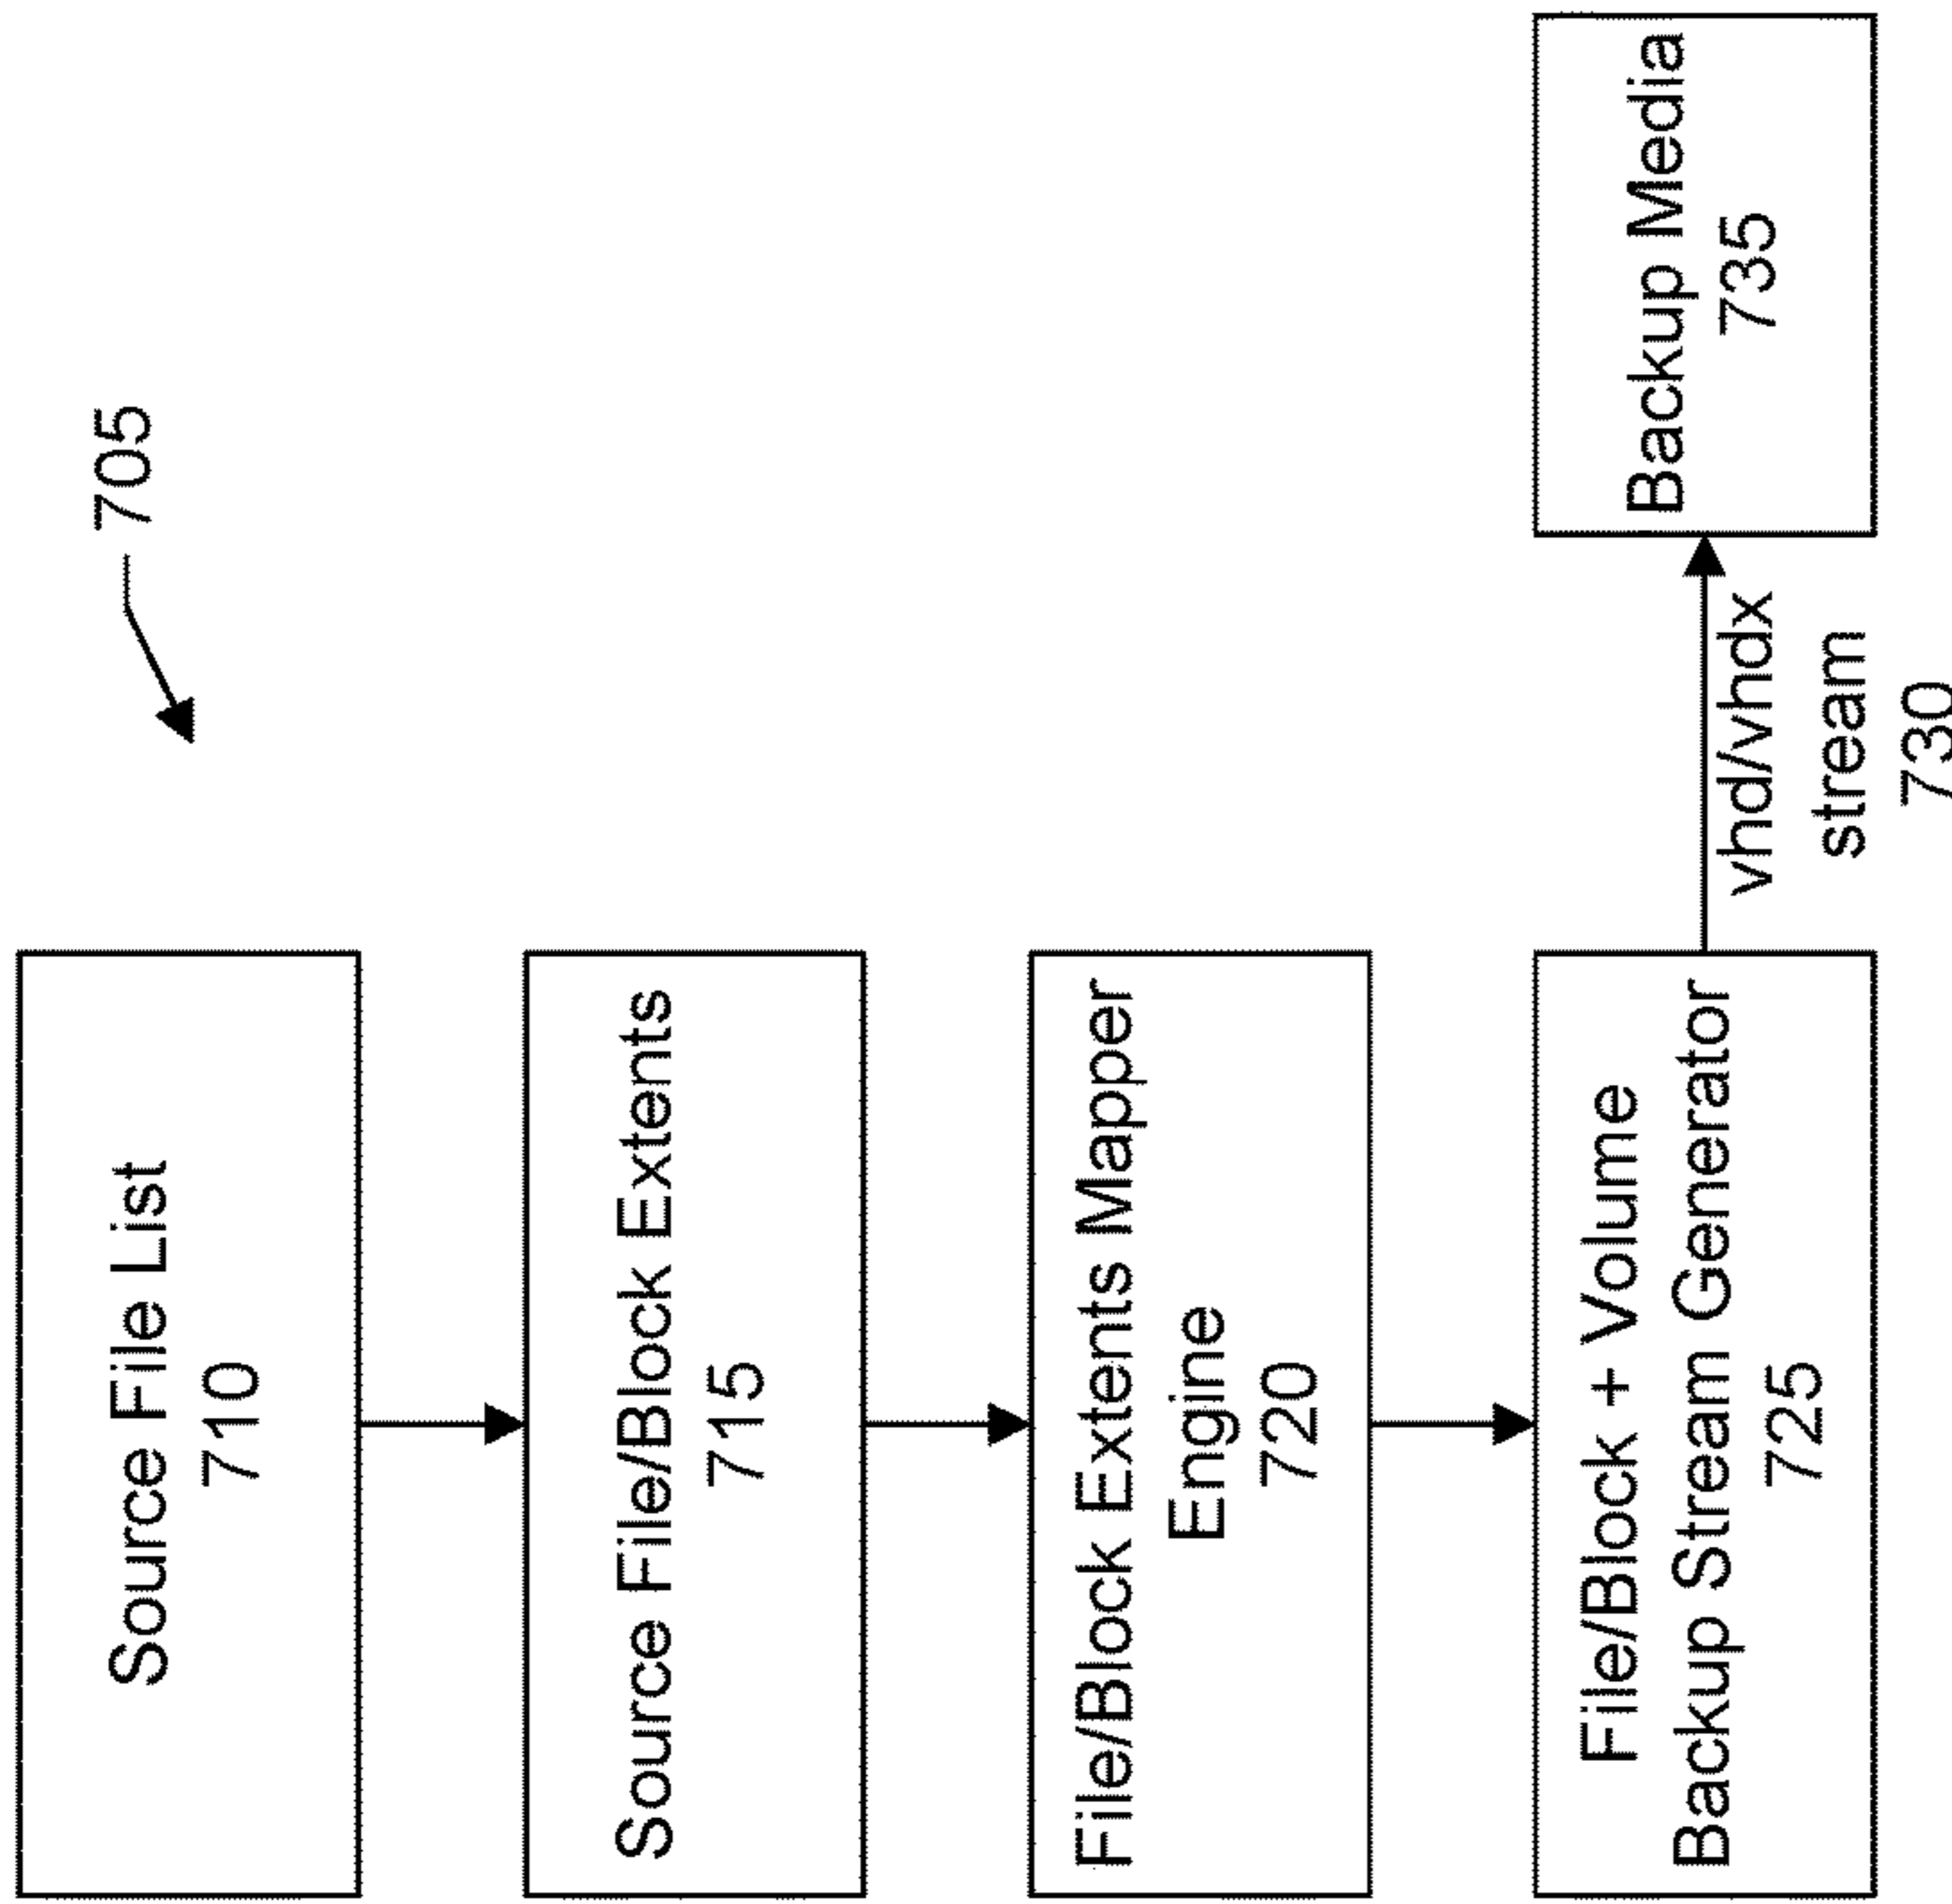 705
Source File List
710
Source File/Block Extents
715
File/Block Extents Mapper
Engine
720
File/Block + Volume
Backup Stream Generator
725
vhd/vhdx
stream
730
Backup Media
735